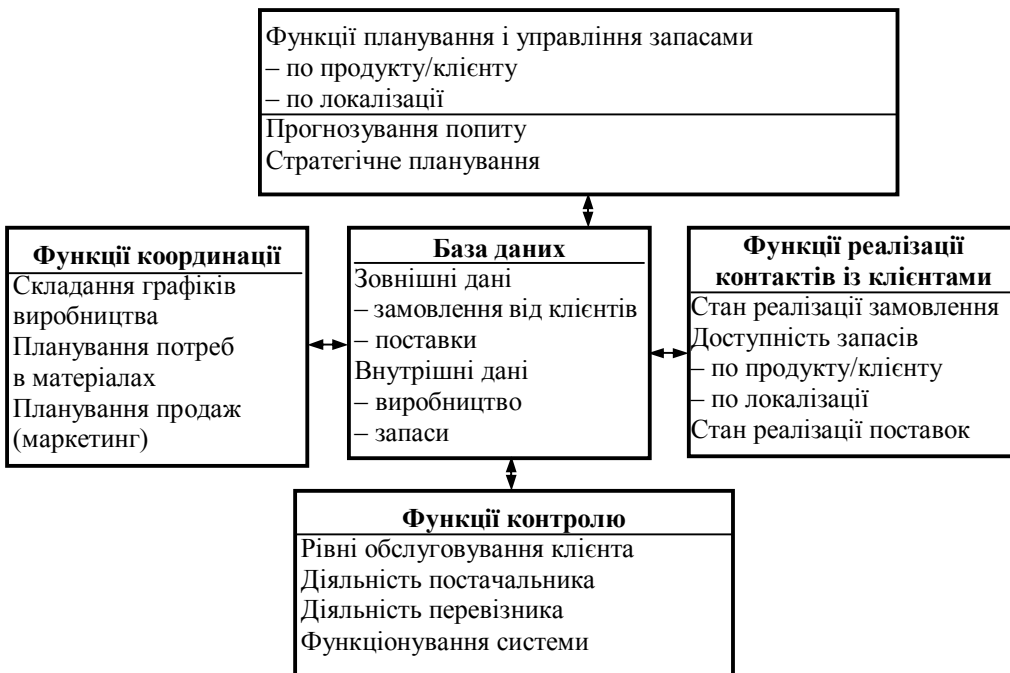 Функції планування і управління запасами
– по продукту/клієнту
– по локалізації
Прогнозування попиту
Стратегічне планування
Функції координації
Складання графіків
виробництва
Планування потреб
в матеріалах
Планування продаж
(маркетинг)
База даних
Зовнішні дані
– замовлення від клієнтів
– поставки
Внутрішні дані
– виробництво
– запаси
Функції реалізації
контактів із клієнтами
Стан реалізації замовлення
Доступність запасів
– по продукту/клієнту
– по локалізації
Стан реалізації поставок
Функції контролю
Рівні обслуговування клієнта
Діяльність постачальника
Діяльність перевізника
Функціонування системи